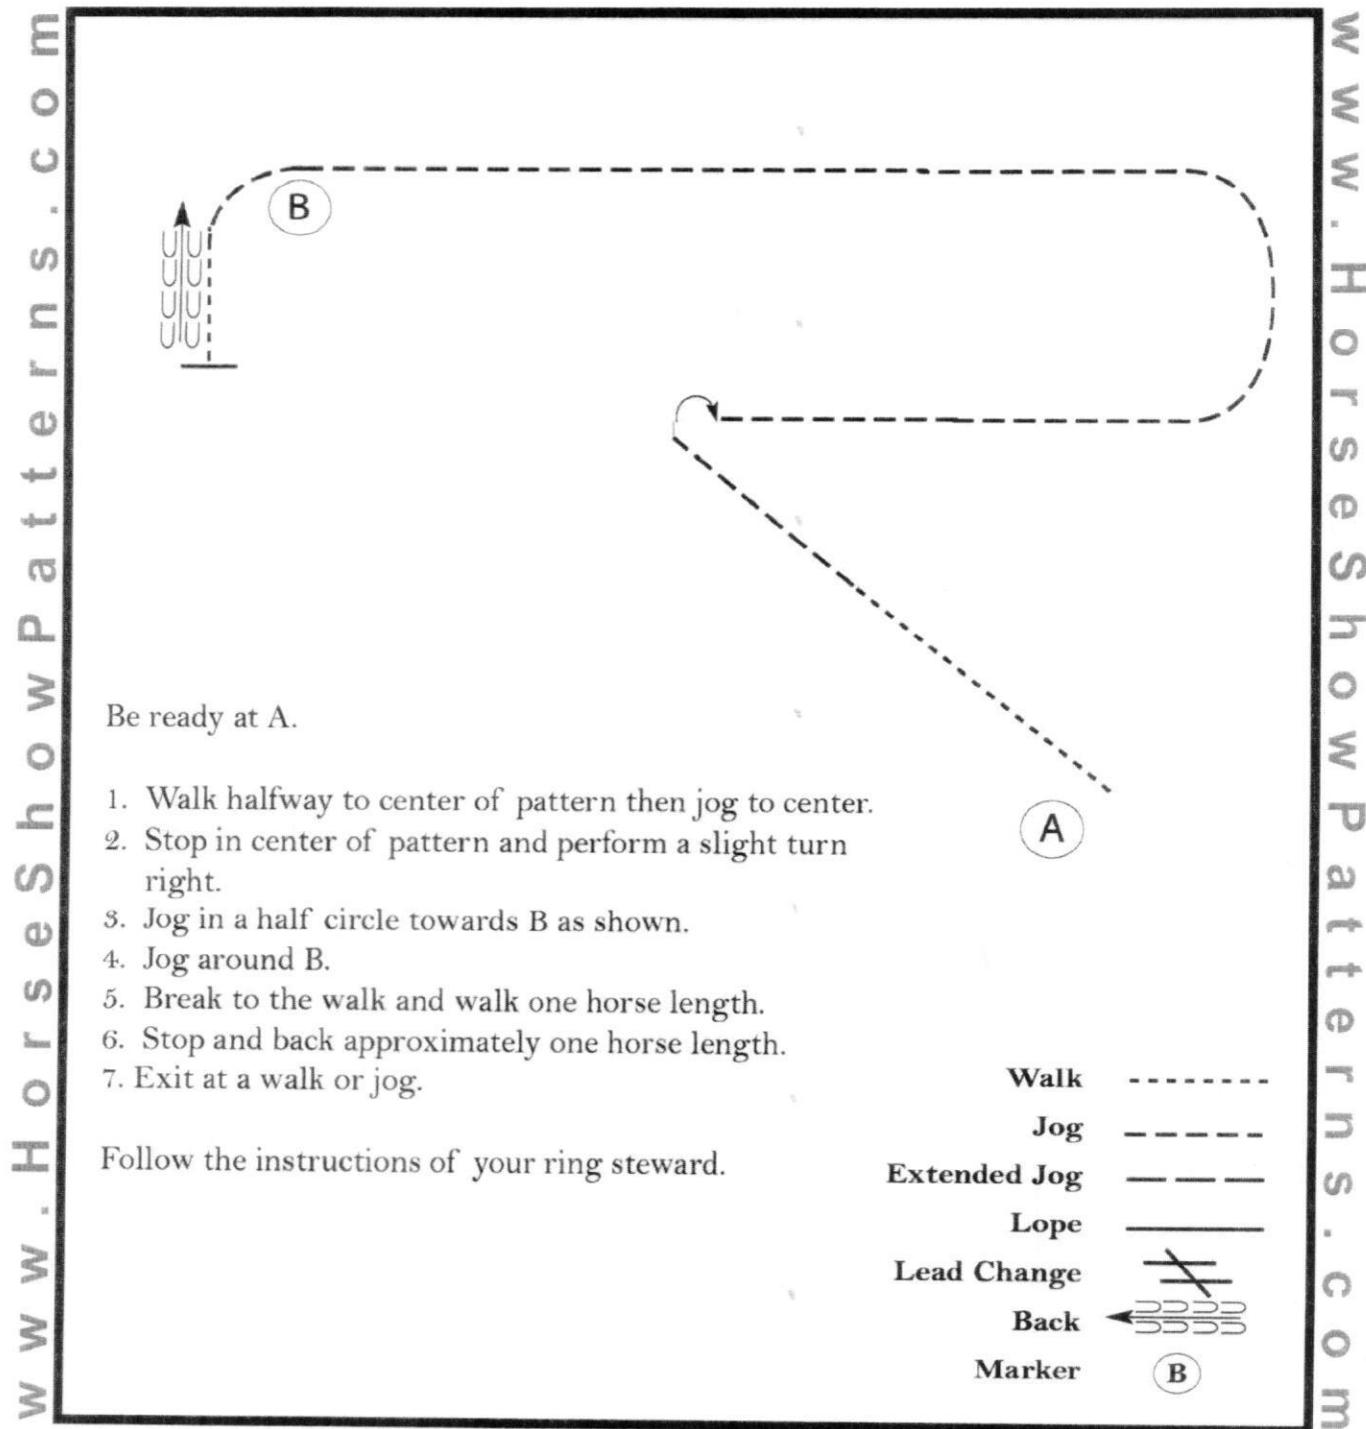 www.HorseShowPatterns.com
www.HorseShowPatterns.com
B
A
Be ready at A.
1. Walk halfway to center of pattern then jog to center.
2. Stop in center of pattern and perform a slight turn
right.
3. Jog in a half circle towards B as shown.
4. Jog around B.
5. Break to the walk and walk one horse length.
6. Stop and back approximately one horse length.
7. Exit at a walk or jog.
Follow the instructions of your ring steward.
Walk
Jog
Extended Jog
Lope
Lead Change
Back
Marker B